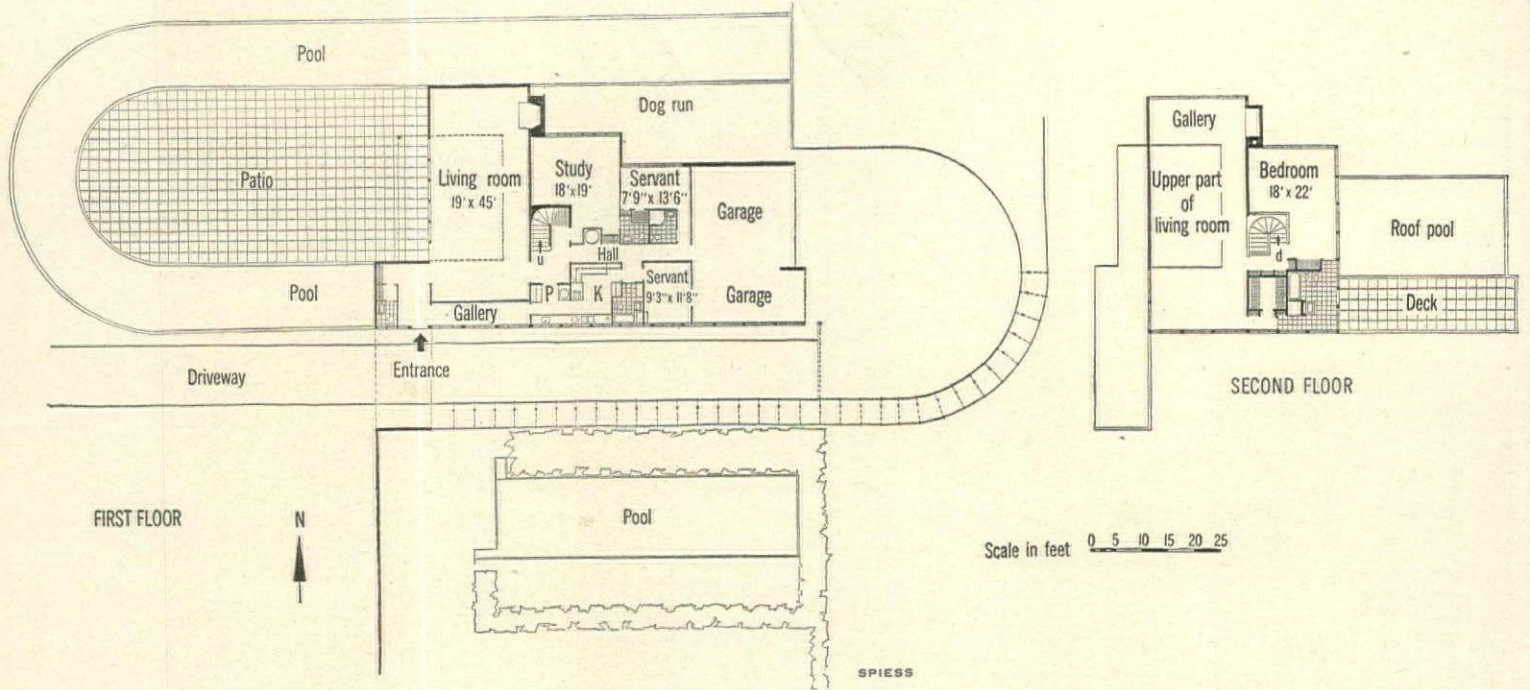 Pool
Dog run
Patio
Living room
19' x 45'
Study
18' x 19'
Servant
7'9" x 13'6"
Garage
u
Hall
Pool
P
K
Servant
9'3" x 11'8"
Garage
Gallery
Entrance
Driveway
FIRST FLOOR
N
Pool
Gallery
Bedroom
18' x 22'
Upper part
of
living room
Roof pool
d
Deck
SECOND FLOOR
Scale in feet 0 5 10 15 20 25
SPIESS